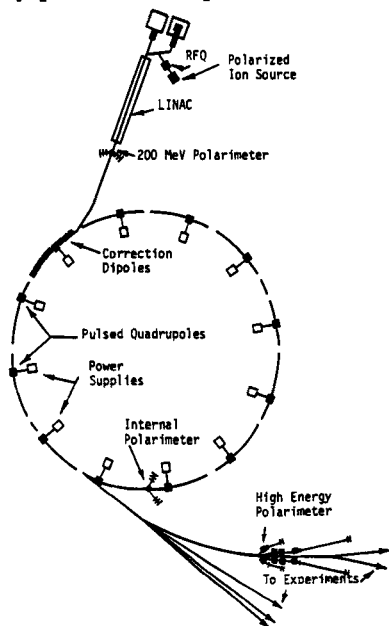 RFQ
Polarized
Ion Source
LINAC
200 MeV Polarimeter
Correction
Dipoles
Pulsed Quadrupoles
Power
Supplies
Internal
Polarimeter
High Energy
Polarimeter
To Experiments